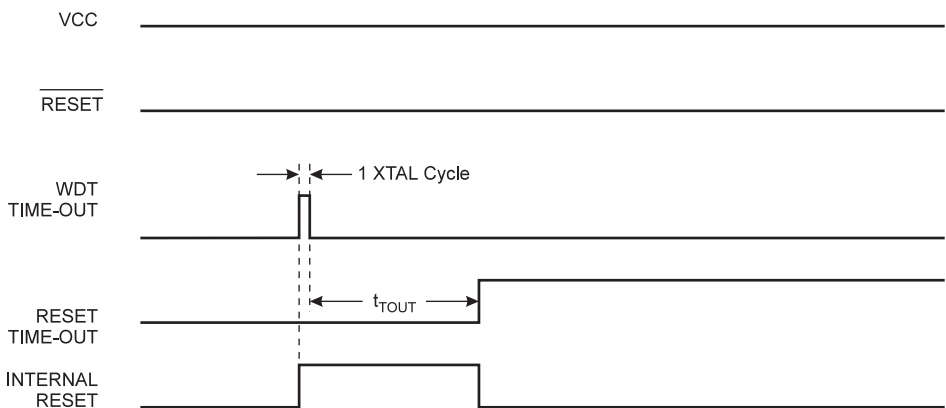 VCC
RESET
1 XTAL Cycle
WDT
TIME-OUT
tTOUT
RESET
TIME-OUT
INTERNAL
RESET